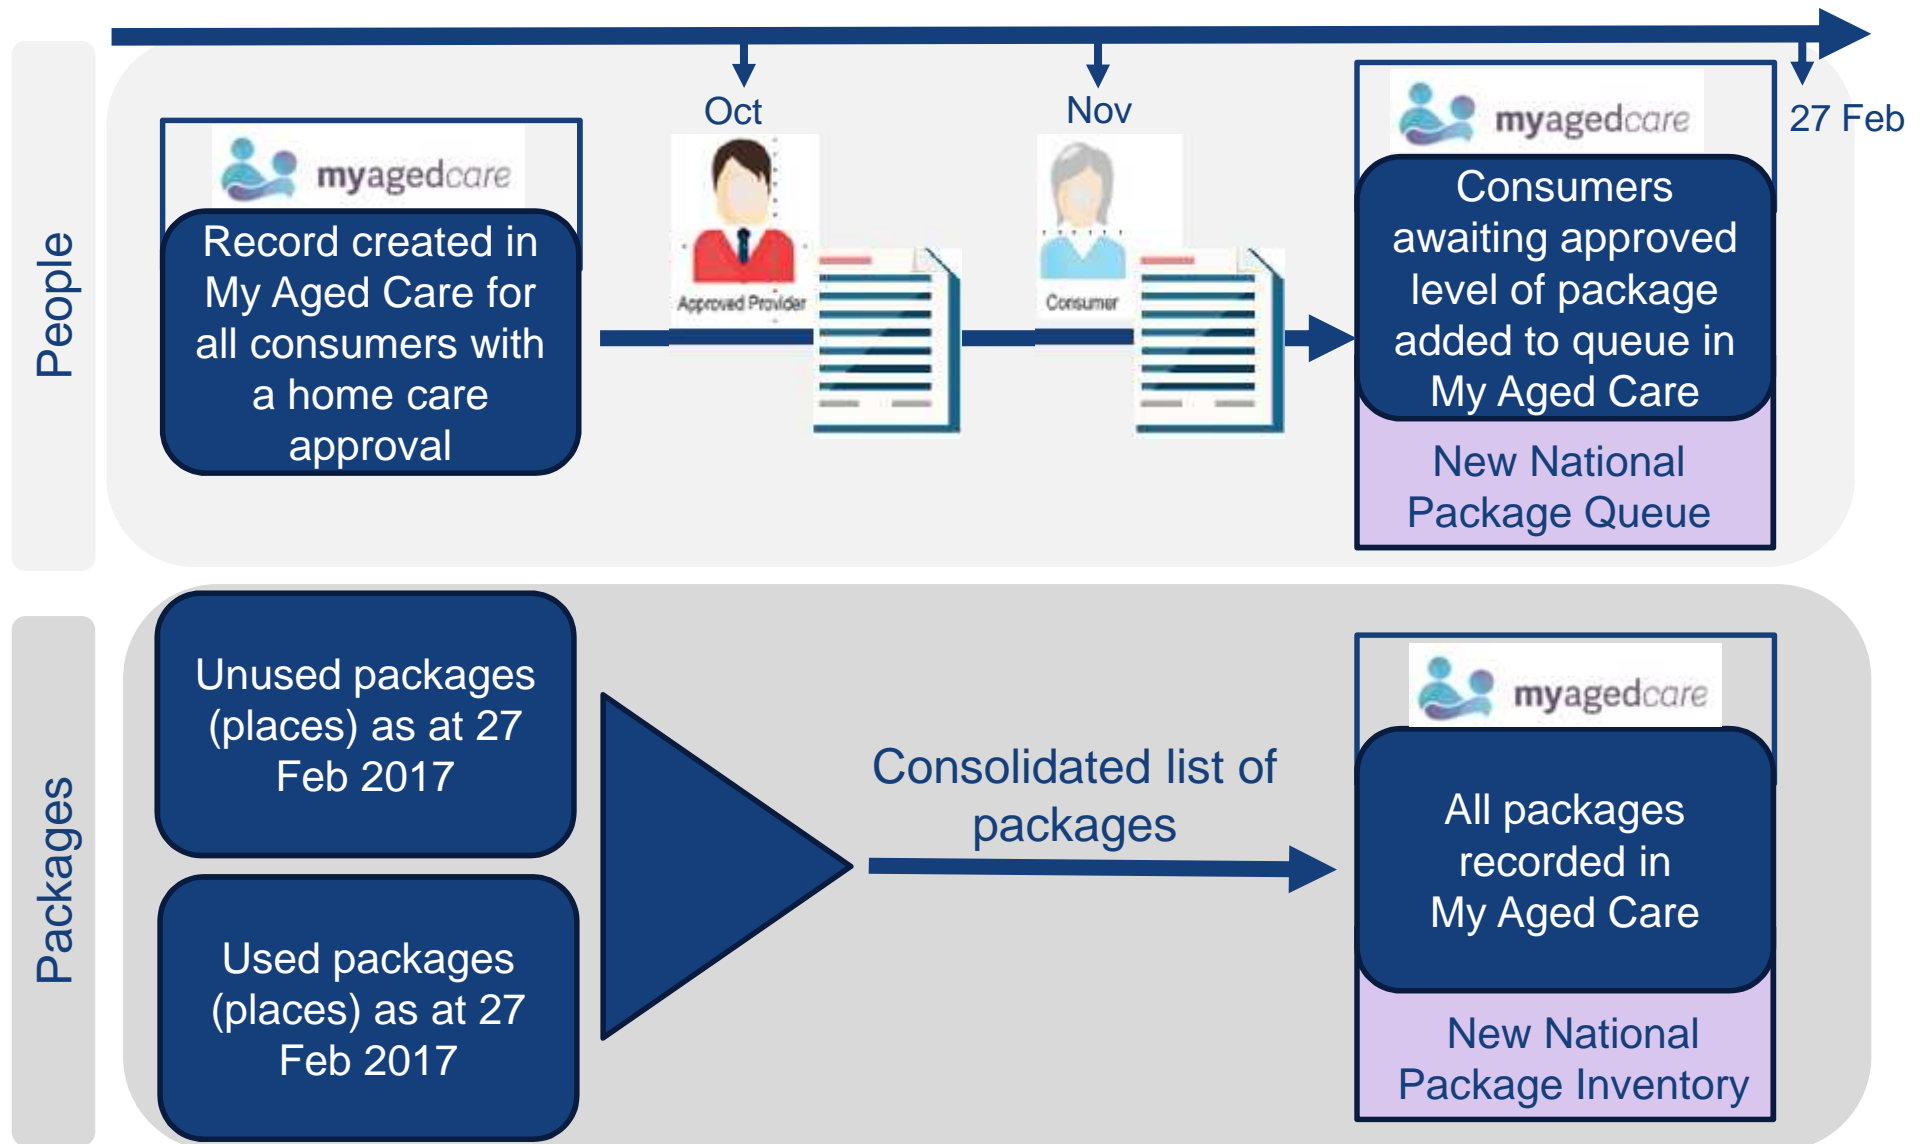 Oct
Nov
27 Feb
People
myagedcare
Record created in
My Aged Care for
all consumers with
a home care
approval
Approved Provider
Consumer
myagedcare
Consumers
awaiting approved
level of package
added to queue in
My Aged Care
New National
Package Queue
Packages
Unused packages
(places) as at 27
Feb 2017
Used packages
(places) as at 27
Feb 2017
Consolidated list of
packages
myagedcare
All packages
recorded in
My Aged Care
New National
Package Inventory